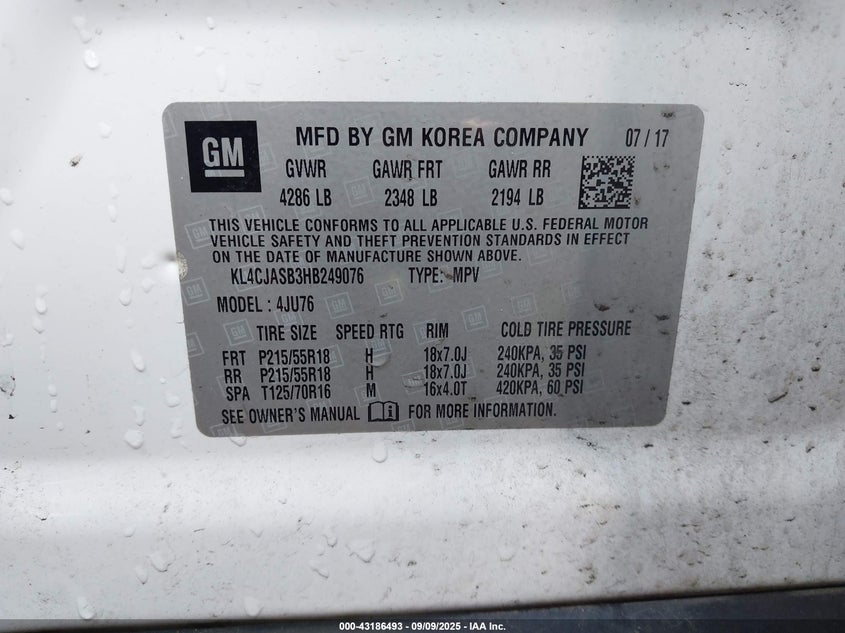 GM MFD BY GM KOREA COMPANY 07 / 17
GVWR GAWR FRT GAWR RR
4286 LB 2348 LB 2194 LB
THIS VEHICLE CONFORMS TO ALL APPLICABLE U.S. FEDERAL MOTOR
VEHICLE SAFETY AND THEFT PREVENTION STANDARDS IN EFFECT
ON THE DATE OF MANUFACTURE SHOWN ABOVE.
KL4CJASB3HB249076 TYPE: MPV
MODEL : 4JU76
TIRE SIZE SPEED RTG RIM COLD TIRE PRESSURE
FRT P215/55R18 H 18x7.0J 240KPA, 35 PSI
RR P215/55R18 H 18x7.0J 240KPA, 35 PSI
SPA T125/70R16 M 16x4.0T 420KPA, 60 PSI
SEE OWNER'S MANUAL FOR MORE INFORMATION.
000-43186493 - 09/09/2025 - IAA Inc.